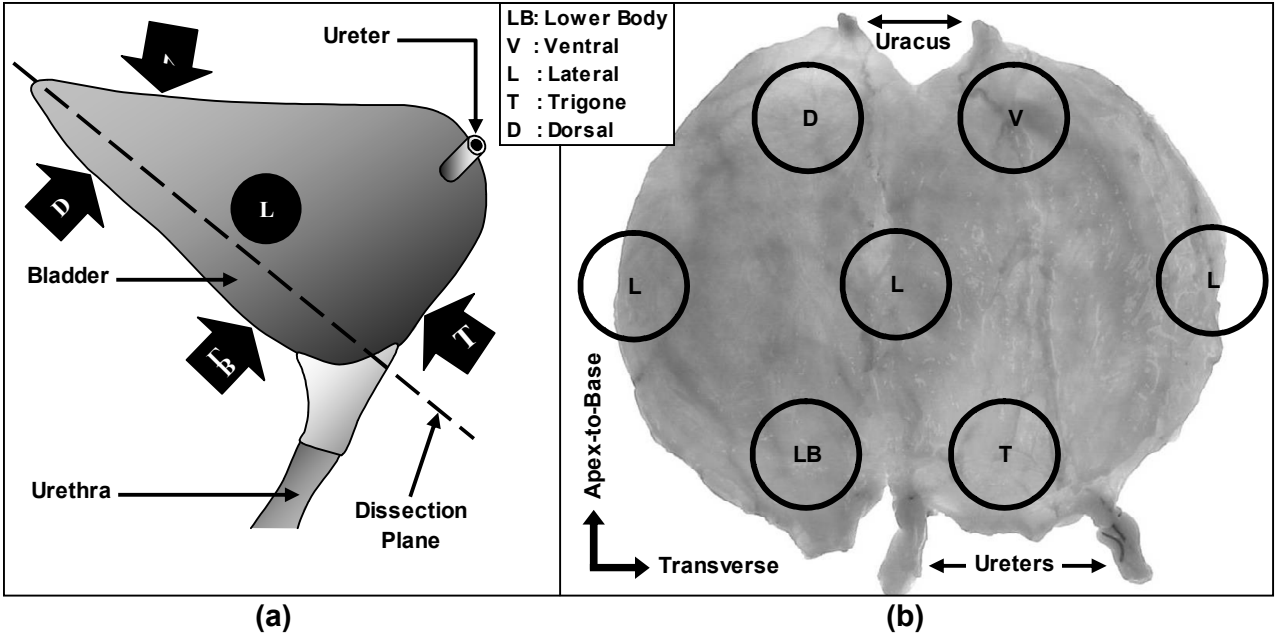 Ureter
D
L
Bladder
LB
T
Urethra
Dissection
Plane
(a)
LB: Lower Body
V : Ventral
L : Lateral
T : Trigone
D : Dorsal
Uracus
D
V
L
L
L
LB
T
Apex-to-Base
Transverse
Ureters
(b)